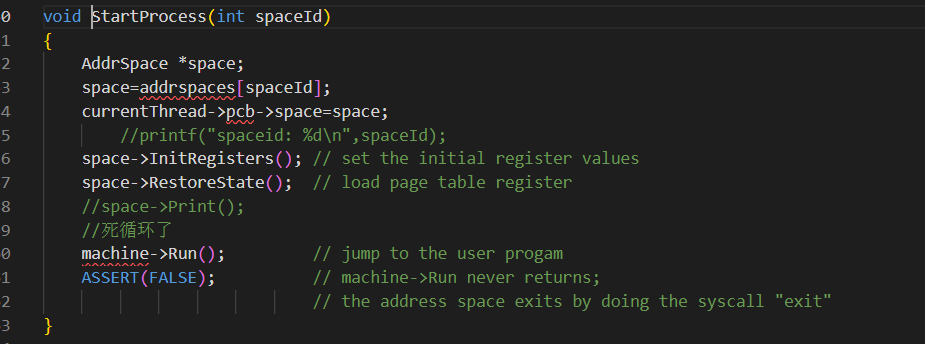 0 void StartProcess(int spaceId)
1 {
2 AddrSpace *space;
3 space=addrspaces[spaceId];
4 currentThread->pcb->space=space;
5 //printf("spaceid: %d\n",spaceId);
6 space->InitRegisters(); // set the initial register values
7 space->RestoreState(); // load page table register
8 //space->Print();
9 //死循环了
0 machine->Run(); // jump to the user progam
1 ASSERT(FALSE); // machine->Run never returns;
2 // the address space exits by doing the syscall "exit"
3 }